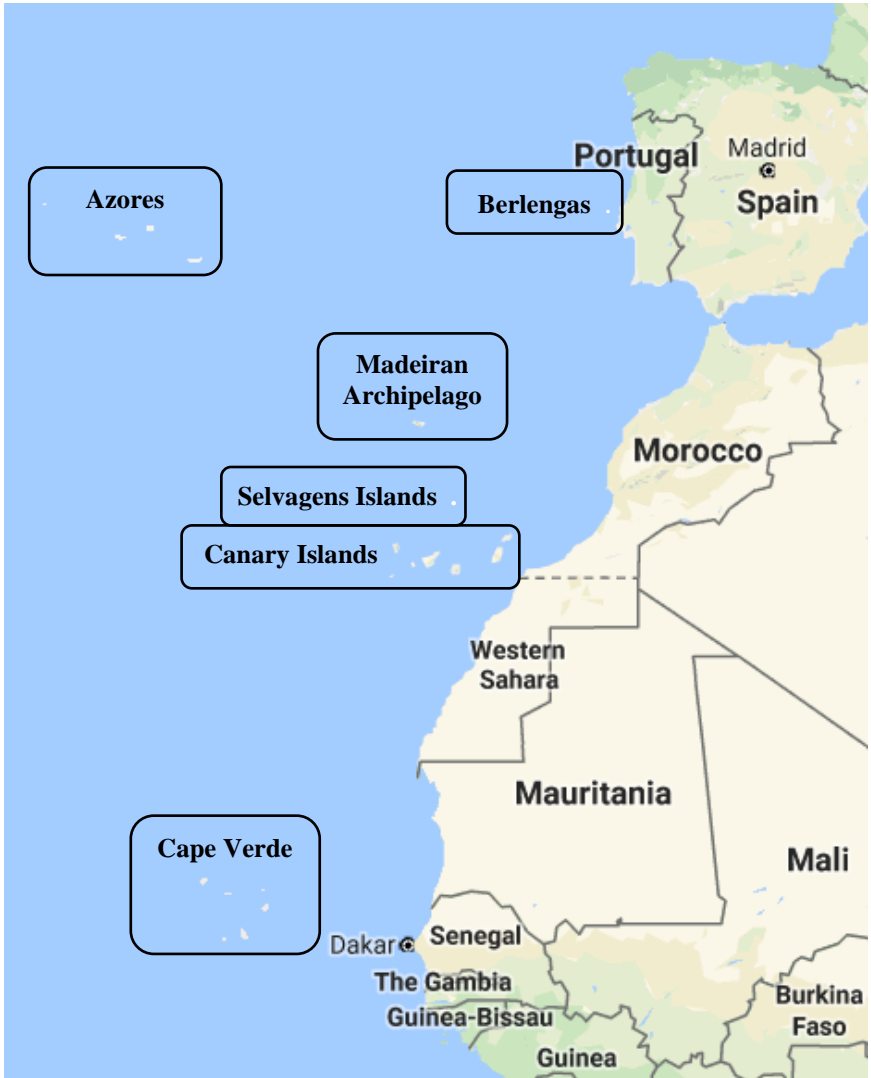 Portugal
Madrid
Spain
Azores
Berlengas
Madeiran
Archipelago
Morocco
Selvagens Islands
Canary Islands
Western
Sahara
Mauritania
Cape Verde
Mali
Dakar
Senegal
The Gambia
Guinea-Bissau
Burkina
Faso
Guinea